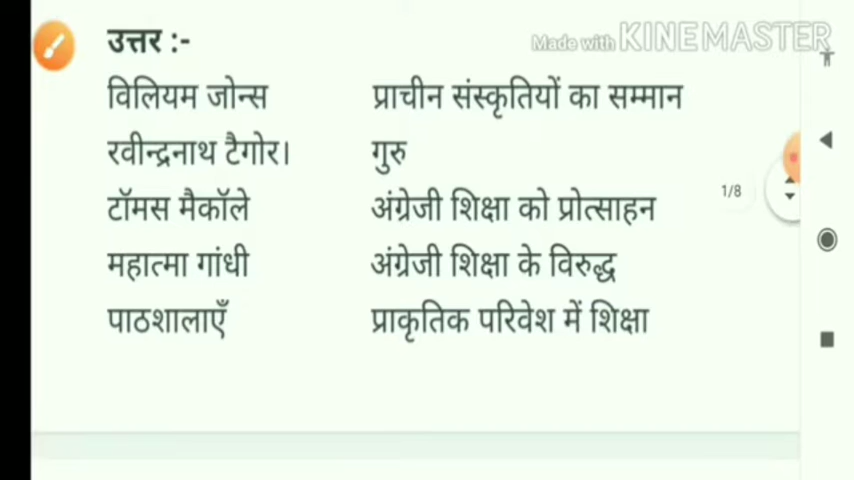 उत्तर :-
Made with KINEMASTER
विलियम जोन्स प्राचीन संस्कृतियों का सम्मान
रवीन्द्रनाथ टैगोर। गुरु
टॉमस मैकॉले अंग्रेजी शिक्षा को प्रोत्साहन
1/8
महात्मा गांधी अंग्रेजी शिक्षा के विरुद्ध
पाठशालाएँ प्राकृतिक परिवेश में शिक्षा